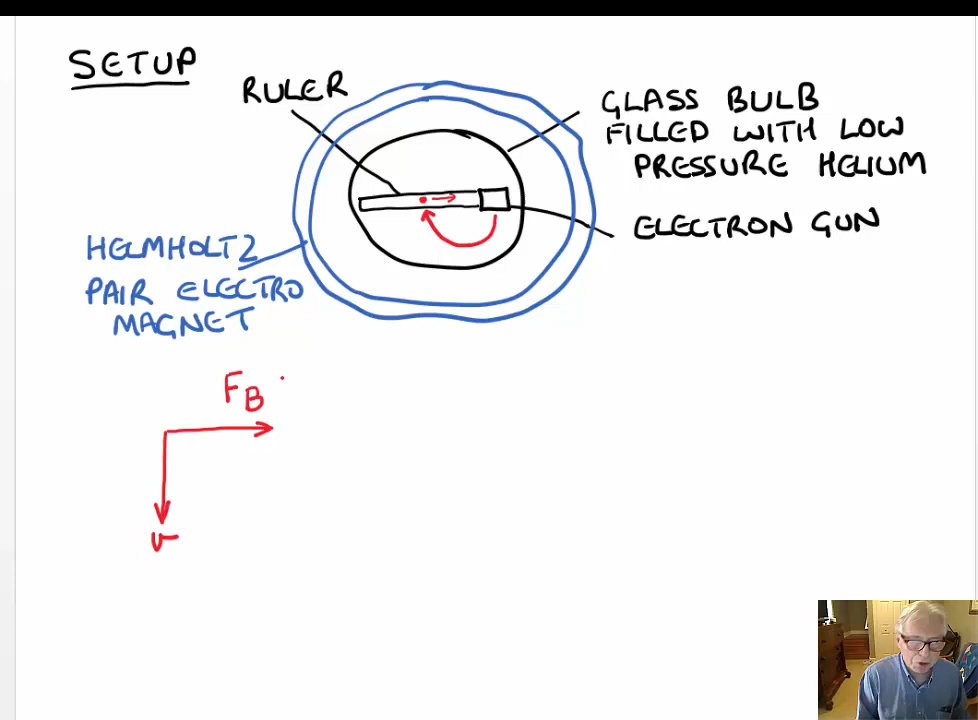 SETUP
RULER
GLASS BULB
FILLED WITH LOW
PRESSURE HELIUM
ELECTRON GUN
HELMHOLTZ
PAIR ELECTRO
MAGNET
F_B
v